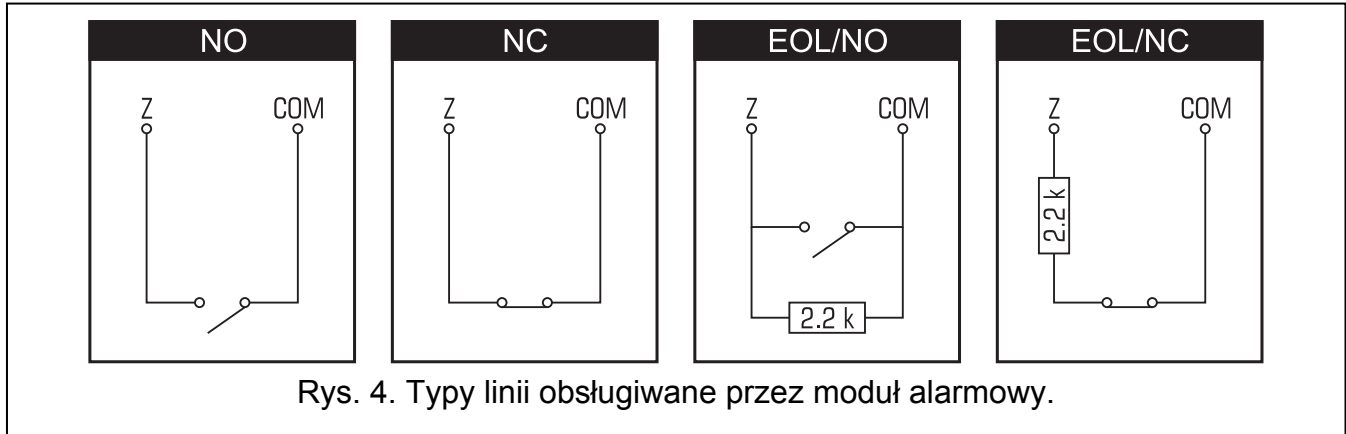 NO
Z COM
NC
Z COM
EOL/NO
Z COM
2.2 k
EOL/NC
Z COM
2.2 k
Rys. 4. Typy linii obsługiwane przez moduł alarmowy.